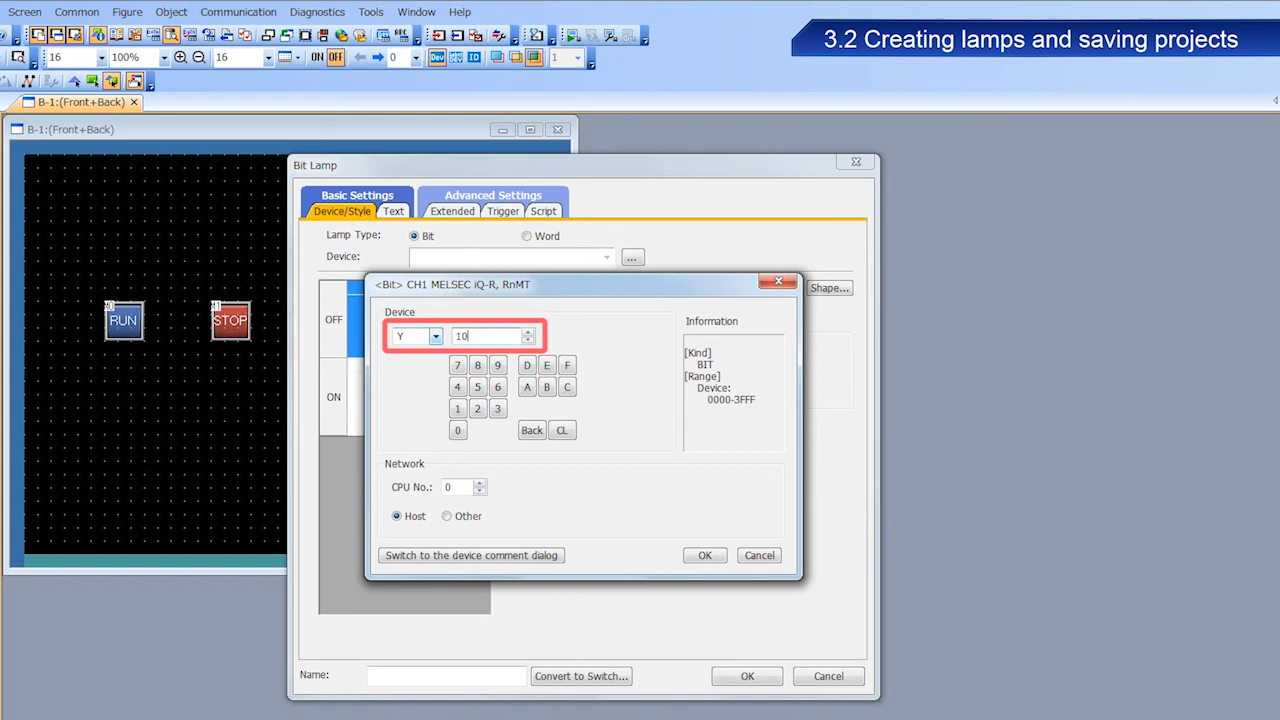 Screen Common Figure Object Communication Diagnostics Tools Window Help
3.2 Creating lamps and saving projects
16 100% 16 ON OFF 0 Dev ID 1
B-1:(Front+Back)
B-1:(Front+Back)
Bit Lamp
Basic Settings Advanced Settings
Device/Style Text Extended Trigger Script
Lamp Type: Bit Word
Device: ...
<Bit> CH1 MELSEC iQ-R, RnMT
Shape...
OFF
ON
RUN STOP
Device
Y 10
7 8 9 D E F
4 5 6 A B C
1 2 3
0 Back CL
Information
[Kind]
BIT
[Range]
Device:
0000-3FFF
Network
CPU No.: 0
Host Other
Switch to the device comment dialog OK Cancel
Name: Convert to Switch... OK Cancel